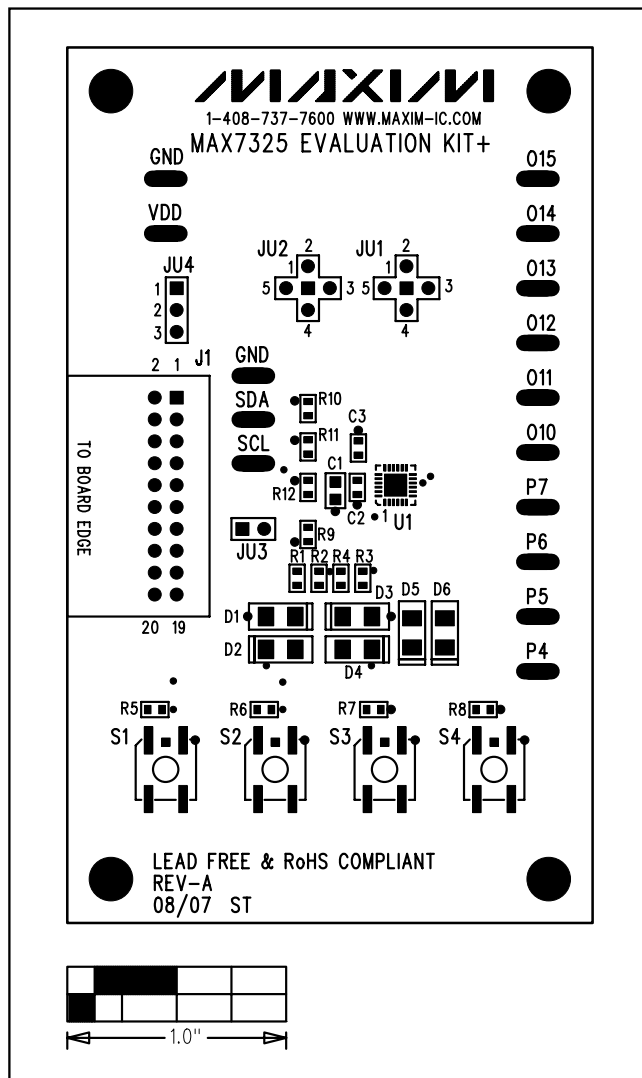 MAXIM
1-408-737-7600 WWW.MAXIM-IC.COM
MAX7325 EVALUATION KIT+
GND
VDD
JU4
1
2
3
JU2
2
1
5
3
4
JU1
2
1
5
3
4
O15
O14
O13
O12
O11
O10
P7
P6
P5
P4
J1
2 1
TO BOARD EDGE
20 19
GND
SDA
SCL
R10
R11
R12
C3
C1
C2
1
U1
JU3
R9
R1 R2 R4 R3
D1
D2
D3
D4
D5 D6
R5
R6
R7
R8
S1
S2
S3
S4
LEAD FREE & RoHS COMPLIANT
REV-A
08/07 ST
1.0"